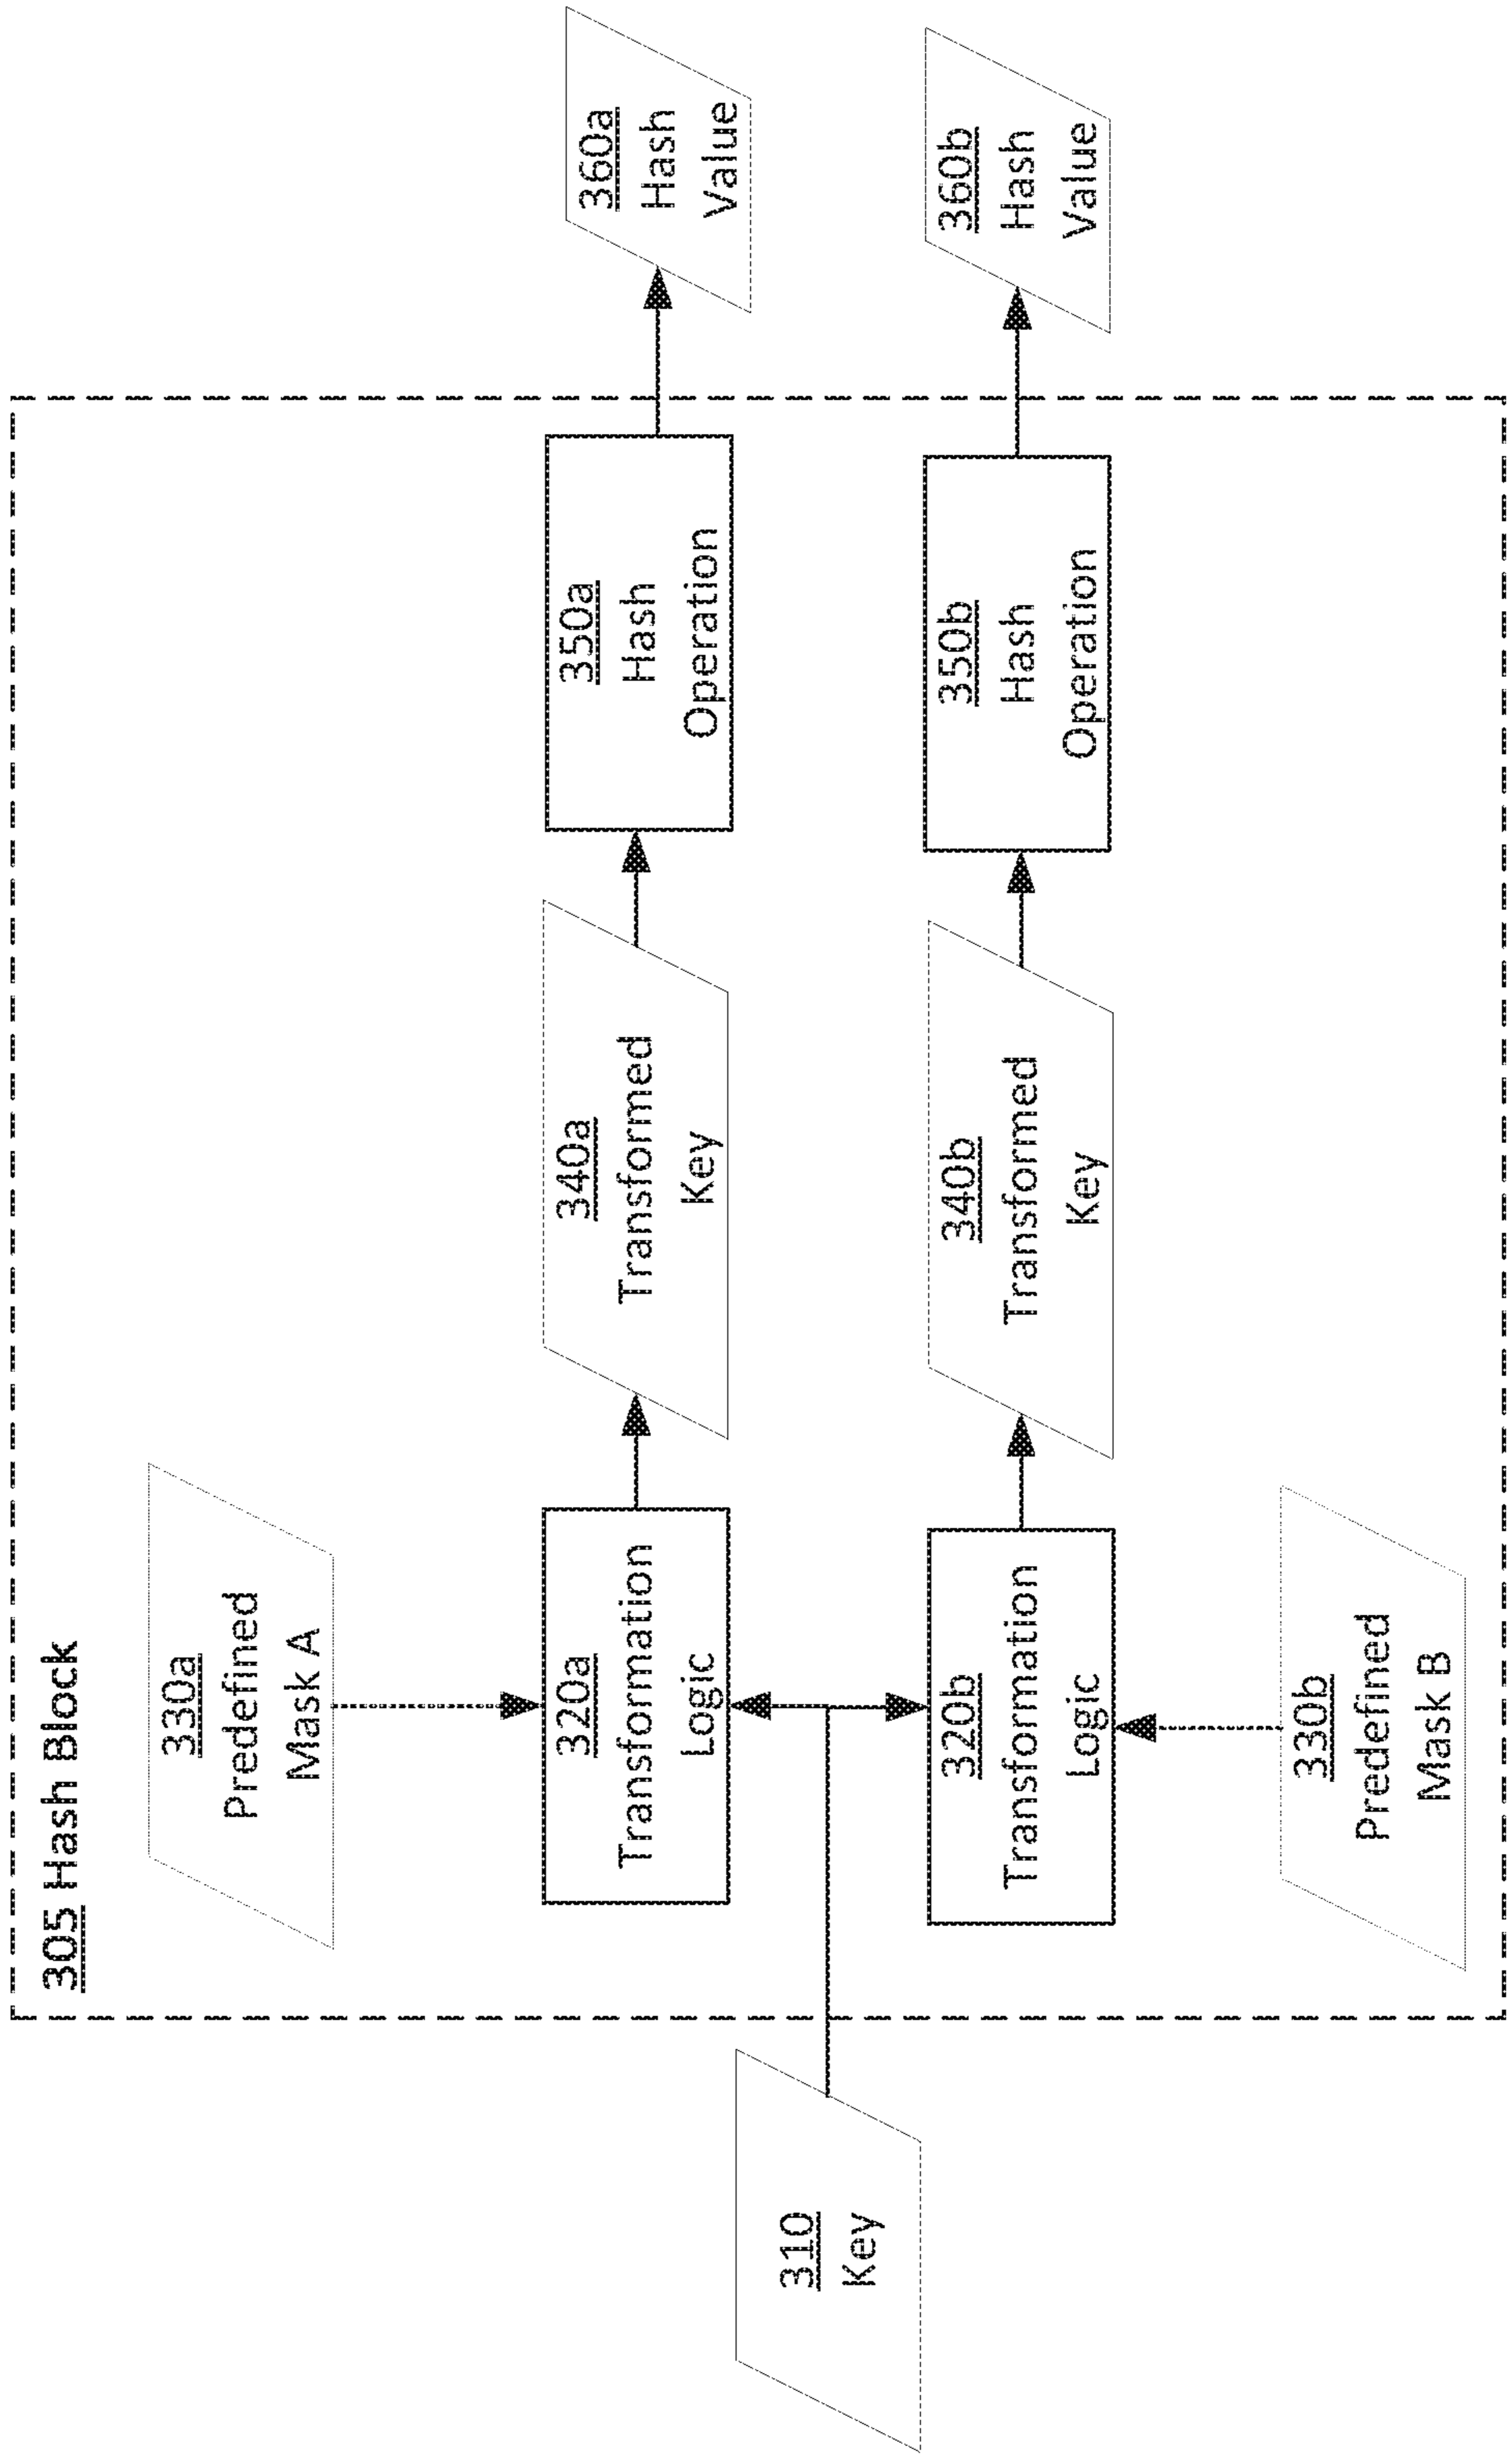 305 Hash Block
330a
Predefined
Mask A
320a
Transformation
Logic
340a
Transformed
Key
350a
Hash
Operation
360a
Hash
Value
310
Key
320b
Transformation
Logic
340b
Transformed
Key
350b
Hash
Operation
360b
Hash
Value
330b
Predefined
Mask B